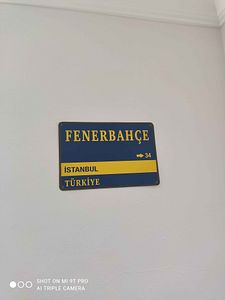 FENERBAHÇE
34
İSTANBUL
TÜRKİYE
SHOT ON MI 9T PRO
AI TRIPLE CAMERA